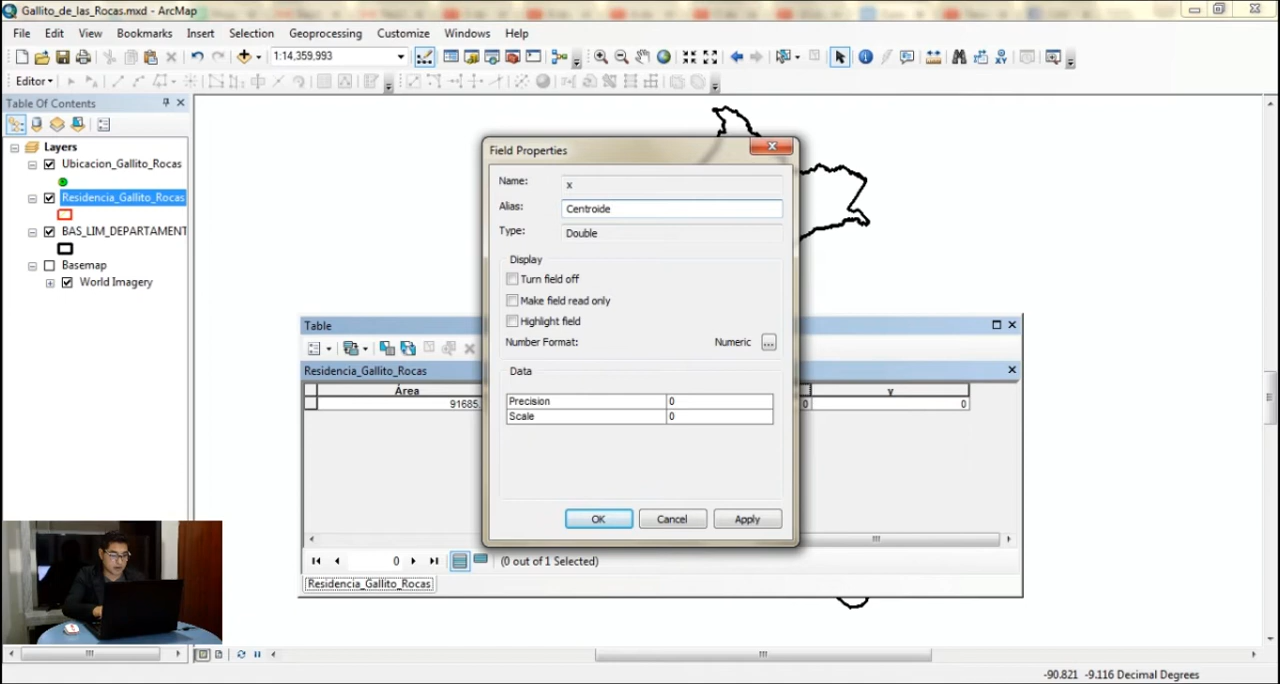 Gallito_de_las_Rocas.mxd - ArcMap
File Edit View Bookmarks Insert Selection Geoprocessing Customize Windows Help
1:14,359,993
Editor
Table Of Contents
Layers
Ubicacion_Gallito_Rocas
Residencia_Gallito_Rocas
BAS_LIM_DEPARTAMENT
Basemap
World Imagery
Field Properties
Name: x
Alias: Centroide
Type: Double
Display
Turn field off
Make field read only
Highlight field
Number Format: Numeric ...
Data
Precision 0
Scale 0
OK Cancel Apply
Table
Residencia_Gallito_Rocas
Área y
91685. 0 0
0 (0 out of 1 Selected)
Residencia_Gallito_Rocas
-90.821 -9.116 Decimal Degrees